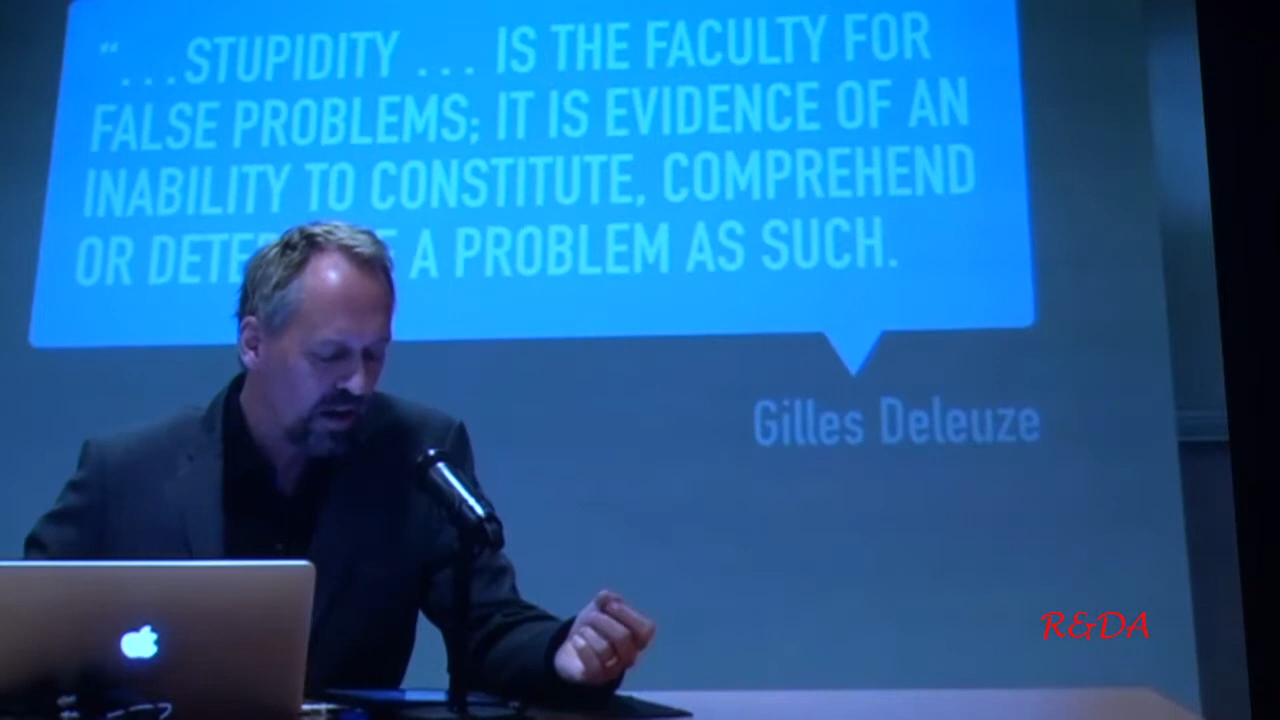 “ ...STUPIDITY ... IS THE FACULTY FOR
FALSE PROBLEMS; IT IS EVIDENCE OF AN
INABILITY TO CONSTITUTE, COMPREHEND
OR A PROBLEM AS SUCH.
Gilles Deleuze
R&DA